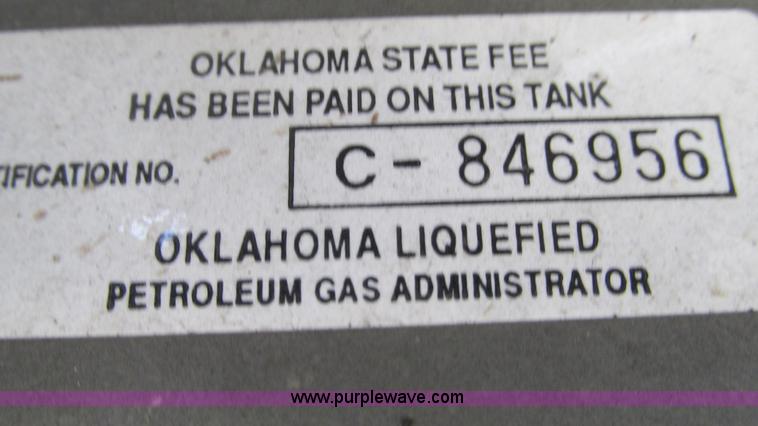 OKLAHOMA STATE FEE
HAS BEEN PAID ON THIS TANK
TIFICATION NO. C-846956
OKLAHOMA LIQUEFIED
PETROLEUM GAS ADMINISTRATOR
www.purplewave.com